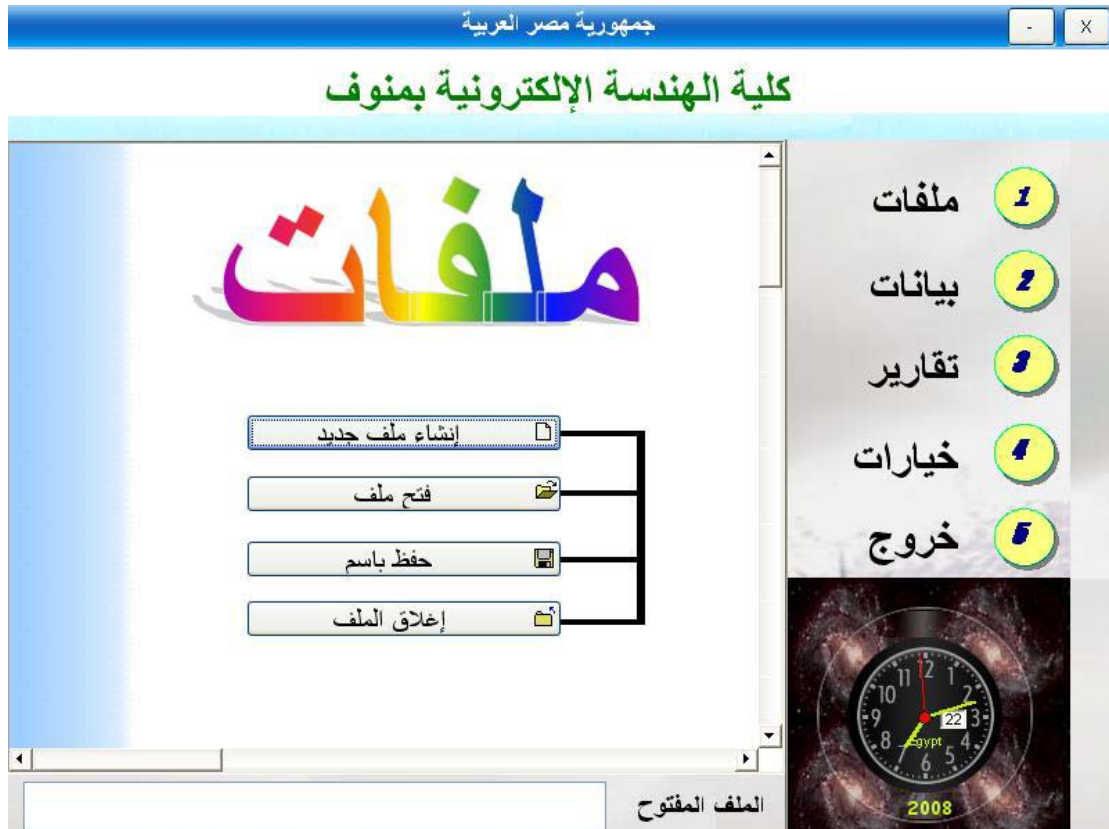 جمهورية مصر العربية
- X
كلية الهندسة الإلكترونية بمنوف
1 ملفات
2 بيانات
3 تقارير
4 خيارات
5 خروج
ملفات
إنشاء ملف جديد
فتح ملف
حفظ باسم
إغلاق الملف
12
11 1
10 2
9 22 3
8 Egypt 4
6 5
2008
الملف المفتوح